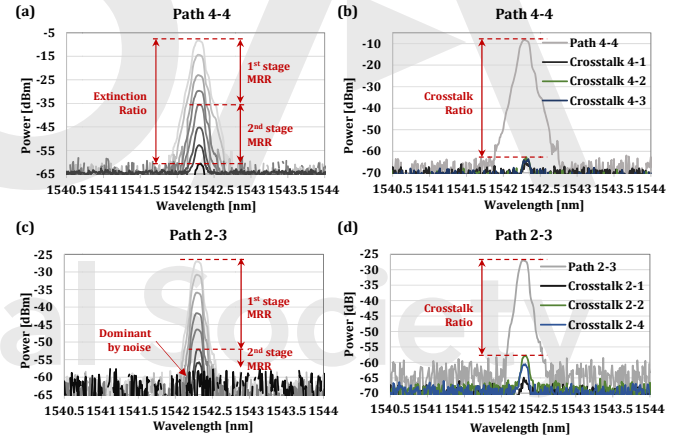 (a)
Path 4-4
-5
-15
-25
-35
-45
-55
-65
Power [dBm]
Extinction
Ratio
1st stage
MRR
2nd stage
MRR
1540.5 1541 1541.5 1542 1542.5 1543 1543.5 1544
Wavelength [nm]
(b)
Path 4-4
-10
-20
-30
-40
-50
-60
-70
Power [dBm]
Crosstalk
Ratio
Path 4-4
Crosstalk 4-1
Crosstalk 4-2
Crosstalk 4-3
1540.5 1541 1541.5 1542 1542.5 1543 1543.5 1544
Wavelength [nm]
(c)
Path 2-3
-25
-30
-35
-40
-45
-50
-55
-60
-65
Power [dBm]
Dominant
by noise
1st stage
MRR
2nd stage
MRR
1540.5 1541 1541.5 1542 1542.5 1543 1543.5 1544
Wavelength [nm]
(d)
Path 2-3
-25
-30
-35
-40
-45
-50
-55
-60
-65
-70
Power [dBm]
Crosstalk
Ratio
Path 2-3
Crosstalk 2-1
Crosstalk 2-2
Crosstalk 2-4
1540.5 1541 1541.5 1542 1542.5 1543 1543.5 1544
Wavelength [nm]
al Society